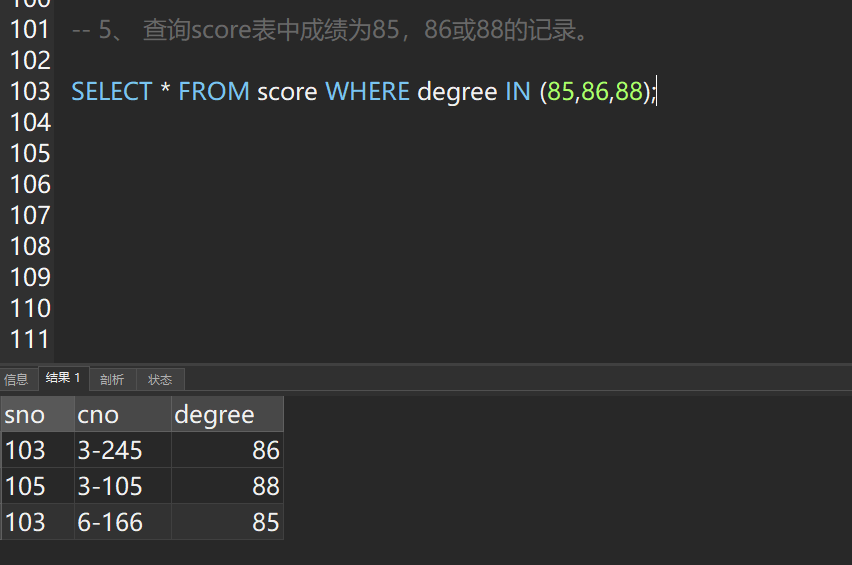 100
101 -- 5、 查询score表中成绩为85，86或88的记录。
102
103 SELECT * FROM score WHERE degree IN (85,86,88);
104
105
106
107
108
109
110
111
信息 结果 1 剖析 状态
sno cno degree
103 3-245 86
105 3-105 88
103 6-166 85